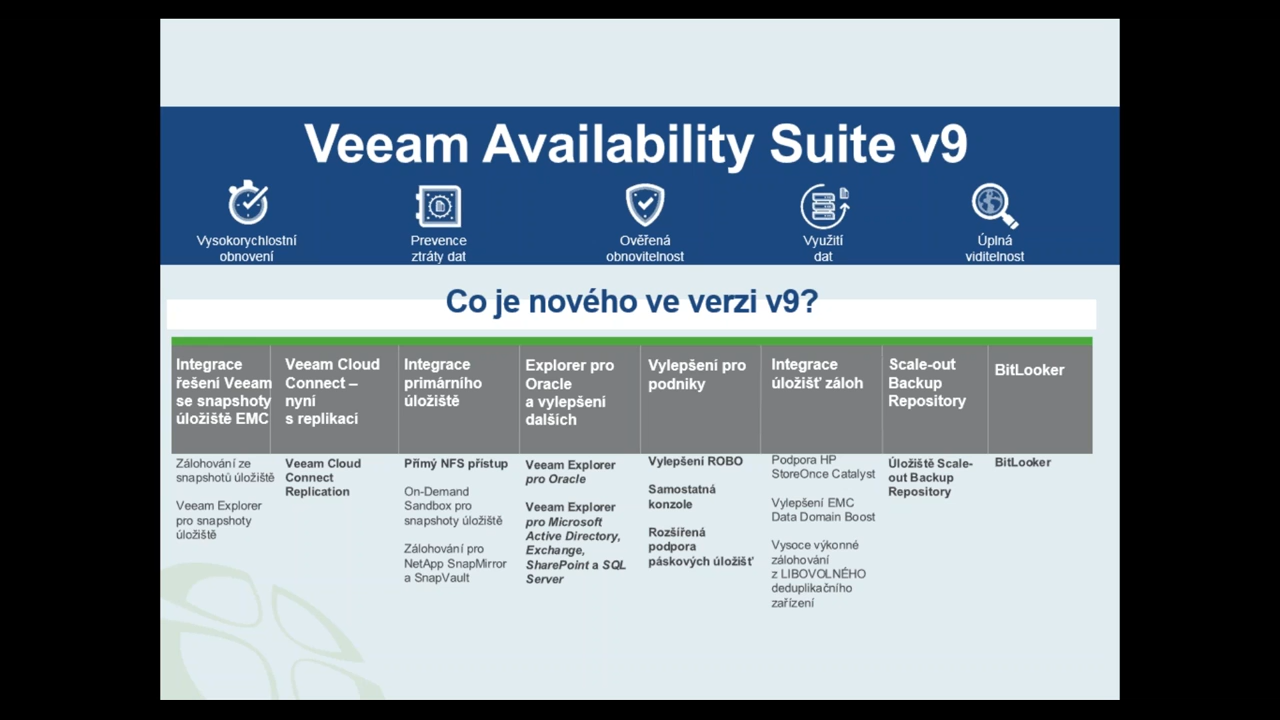 Veeam Availability Suite v9
Vysokorychlostní
obnovení
Prevence
ztráty dat
Ověřená
obnovitelnost
Využití
dat
Úplná
viditelnost
Co je nového ve verzi v9?
Integrace
řešení Veeam
se snapshoty
úložiště EMC
Veeam Cloud
Connect –
nyní
s replikací
Integrace
primárního
úložiště
Explorer pro
Oracle
a vylepšení
dalších
Vylepšení pro
podniky
Integrace
úložišť záloh
Scale-out
Backup
Repository
BitLooker
Zálohování ze
snapshotů úložiště
Veeam Explorer
pro snapshoty
úložiště
Veeam Cloud
Connect
Replication
Přímý NFS přístup
On-Demand
Sandbox pro
snapshoty úložiště
Zálohování pro
NetApp SnapMirror
a SnapVault
Veeam Explorer
pro Oracle
Veeam Explorer
pro Microsoft
Active Directory,
Exchange,
SharePoint a SQL
Server
Vylepšení ROBO
Samostatná
konzole
Rozšířená
podpora
páskových úložišť
Podpora HP
StoreOnce Catalyst
Vylepšení EMC
Data Domain Boost
Vysoce výkonné
zálohování
z LIBOVOLNÉHO
deduplikačního
zařízení
Úložiště Scale-
out Backup
Repository
BitLooker